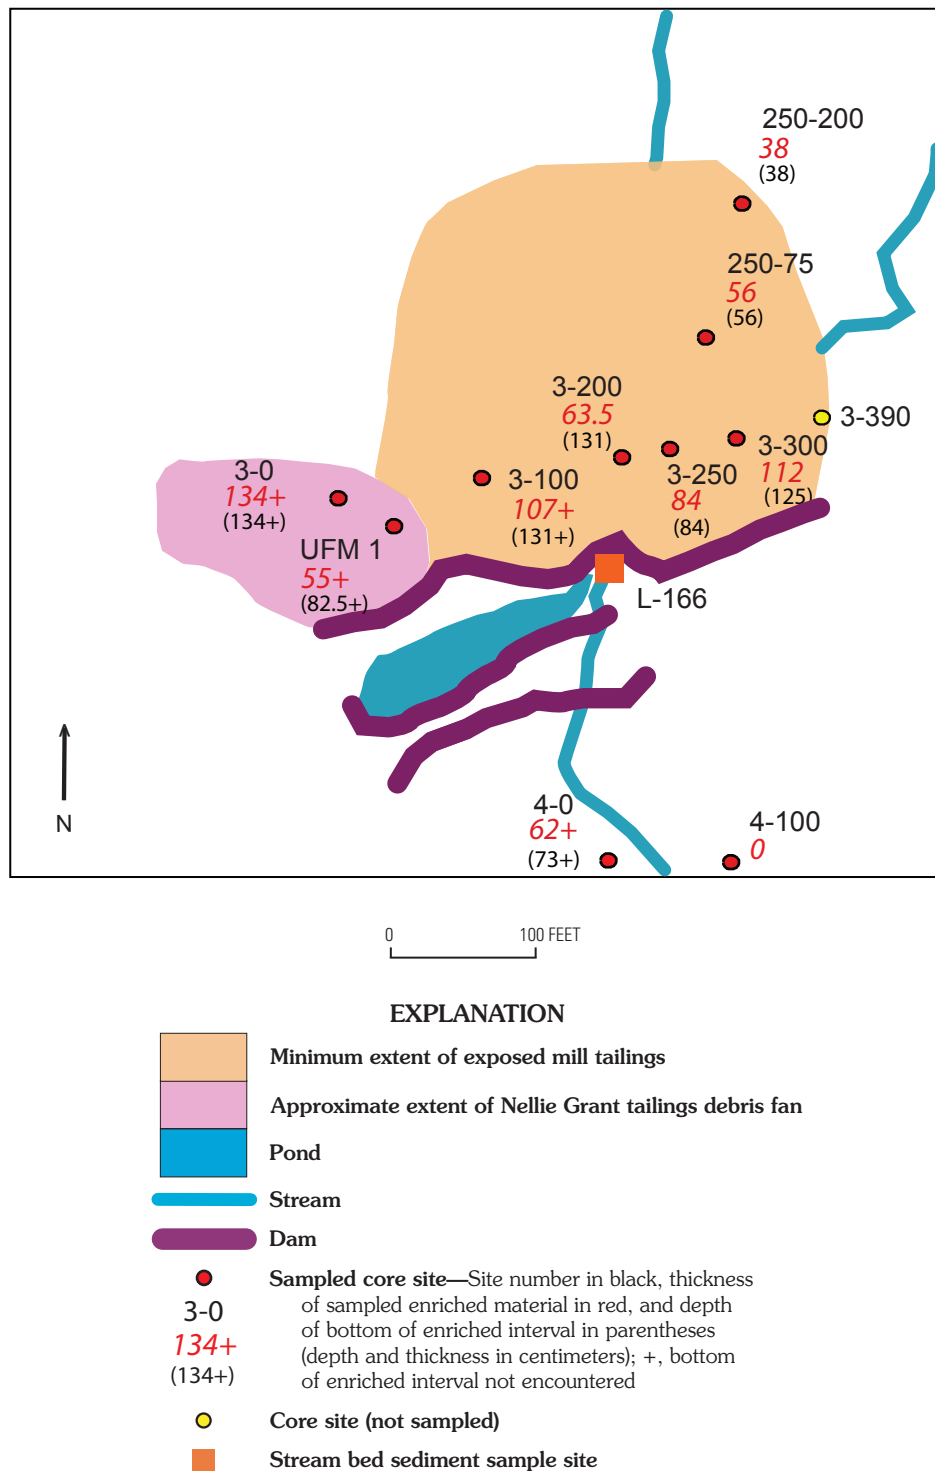 250-200
38
(38)
250-75
56
(56)
3-200
63.5
(131)
3-390
3-300
112
(125)
3-250
84
(84)
3-100
107+
(131+)
3-0
134+
(134+)
UFM 1
55+
(82.5+)
L-166
N
4-0
62+
(73+)
4-100
0
0 100 FEET
EXPLANATION
Minimum extent of exposed mill tailings
Approximate extent of Nellie Grant tailings debris fan
Pond
Stream
Dam
3-0
134+
(134+)
Sampled core site—Site number in black, thickness
of sampled enriched material in red, and depth
of bottom of enriched interval in parentheses
(depth and thickness in centimeters); +, bottom
of enriched interval not encountered
Core site (not sampled)
Stream bed sediment sample site